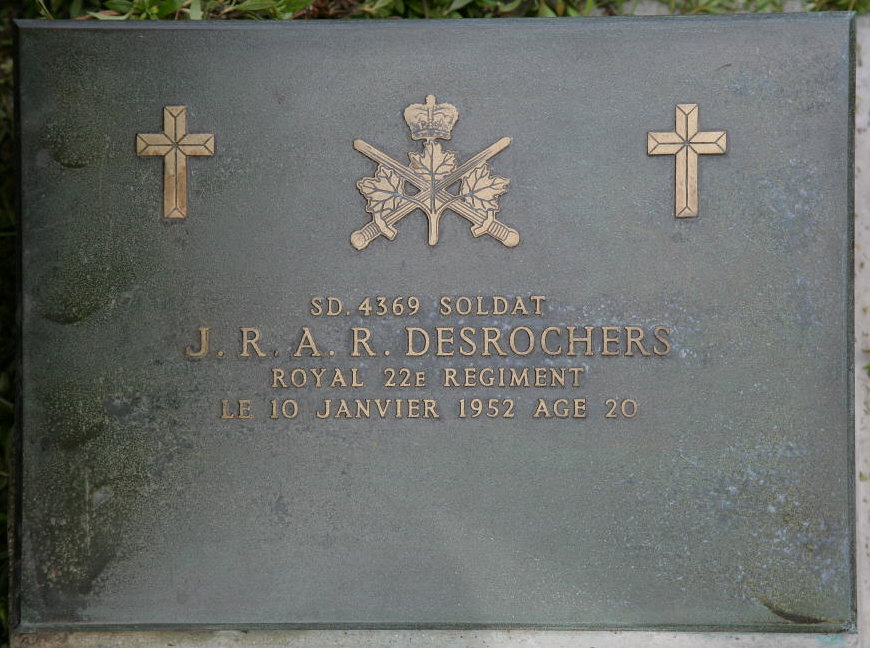 SD. 4369 SOLDAT
J. R. A. R. DESROCHERS
ROYAL 22E REGIMENT
LE 10 JANVIER 1952 AGE 20